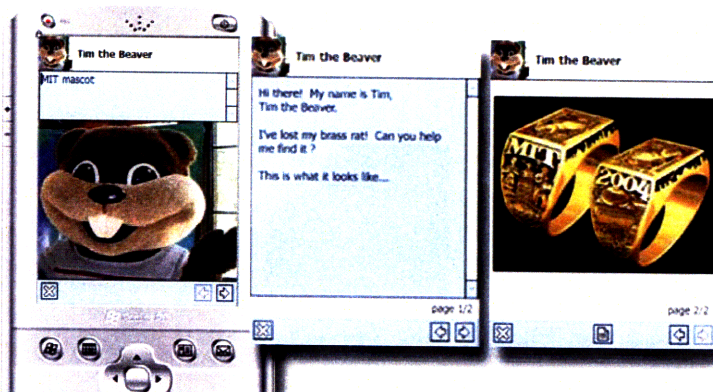 Tim the Beaver
MIT mascot
Tim the Beaver
Hi there! My name is Tim,
Tim the Beaver.
I've lost my brass rat! Can you help
me find it ?
This is what it looks like...
page 1/2
Tim the Beaver
MIT
2004
page 2/2